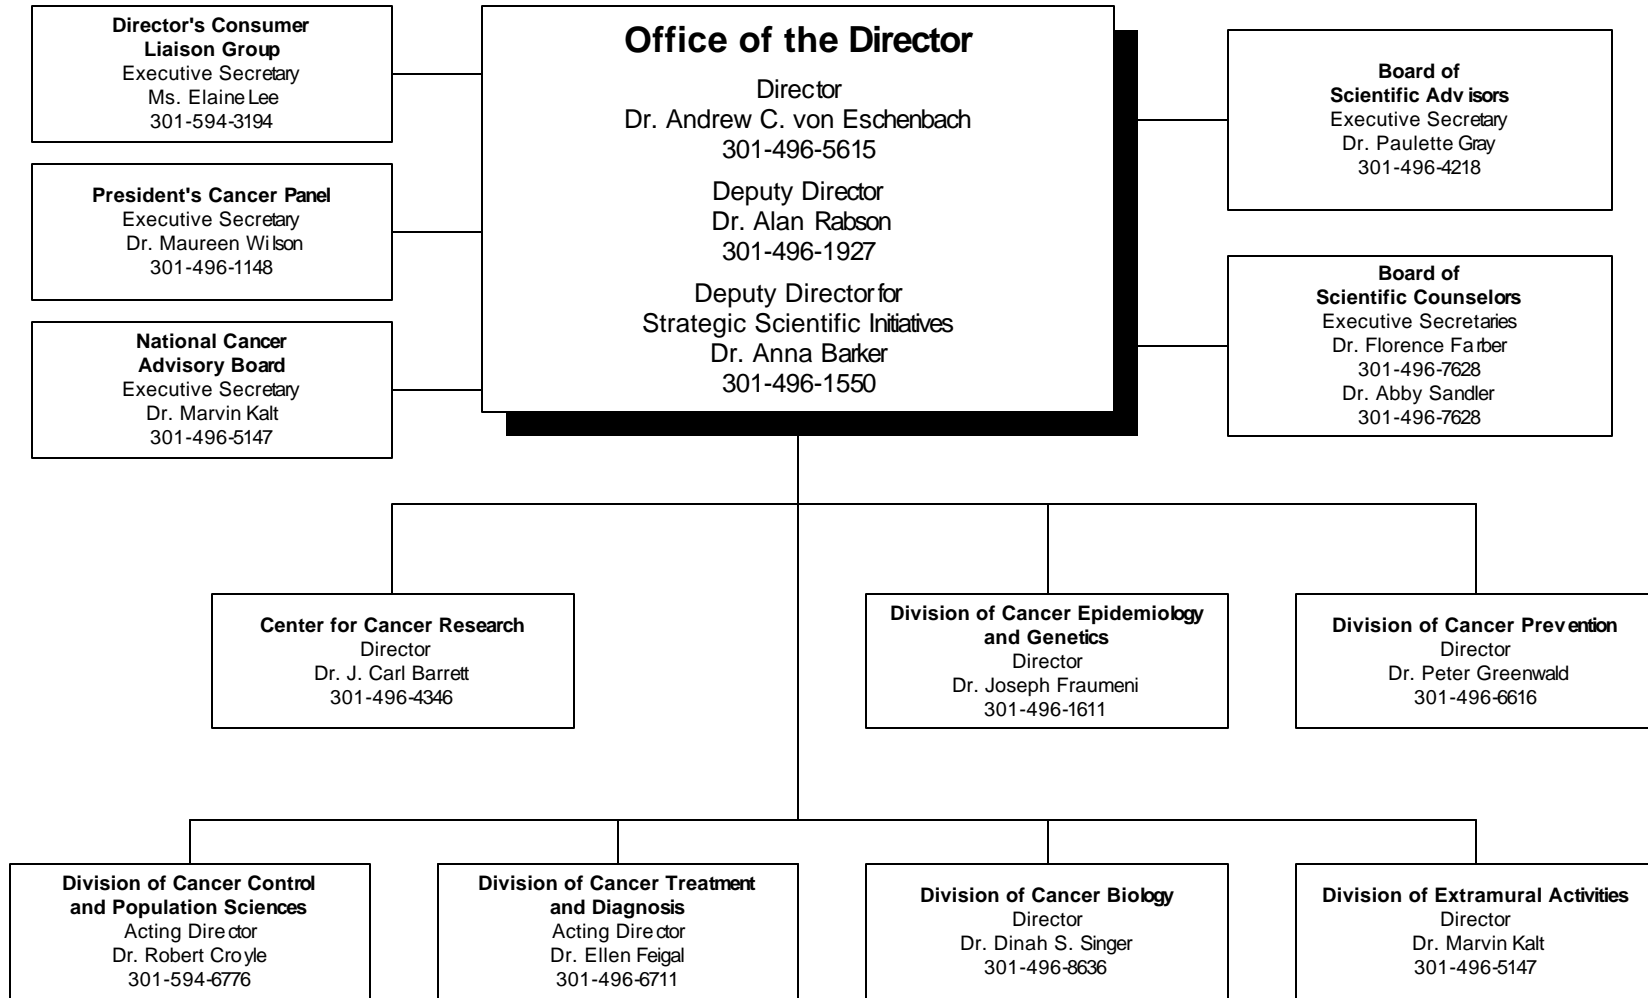 Director's Consumer
Liaison Group
Executive Secretary
Ms. Elaine Lee
301-594-3194
President's Cancer Panel
Executive Secretary
Dr. Maureen Wilson
301-496-1148
National Cancer
Advisory Board
Executive Secretary
Dr. Marvin Kalt
301-496-5147
Office of the Director
Director
Dr. Andrew C. von Eschenbach
301-496-5615
Deputy Director
Dr. Alan Rabson
301-496-1927
Deputy Director for
Strategic Scientific Initiatives
Dr. Anna Barker
301-496-1550
Board of
Scientific Advisors
Executive Secretary
Dr. Paulette Gray
301-496-4218
Board of
Scientific Counselors
Executive Secretaries
Dr. Florence Farber
301-496-7628
Dr. Abby Sandler
301-496-7628
Center for Cancer Research
Director
Dr. J. Carl Barrett
301-496-4346
Division of Cancer Epidemiology
and Genetics
Director
Dr. Joseph Fraumeni
301-496-1611
Division of Cancer Prevention
Director
Dr. Peter Greenwald
301-496-6616
Division of Cancer Control
and Population Sciences
Acting Director
Dr. Robert Croyle
301-594-6776
Division of Cancer Treatment
and Diagnosis
Acting Director
Dr. Ellen Feigal
301-496-6711
Division of Cancer Biology
Director
Dr. Dinah S. Singer
301-496-8636
Division of Extramural Activities
Director
Dr. Marvin Kalt
301-496-5147